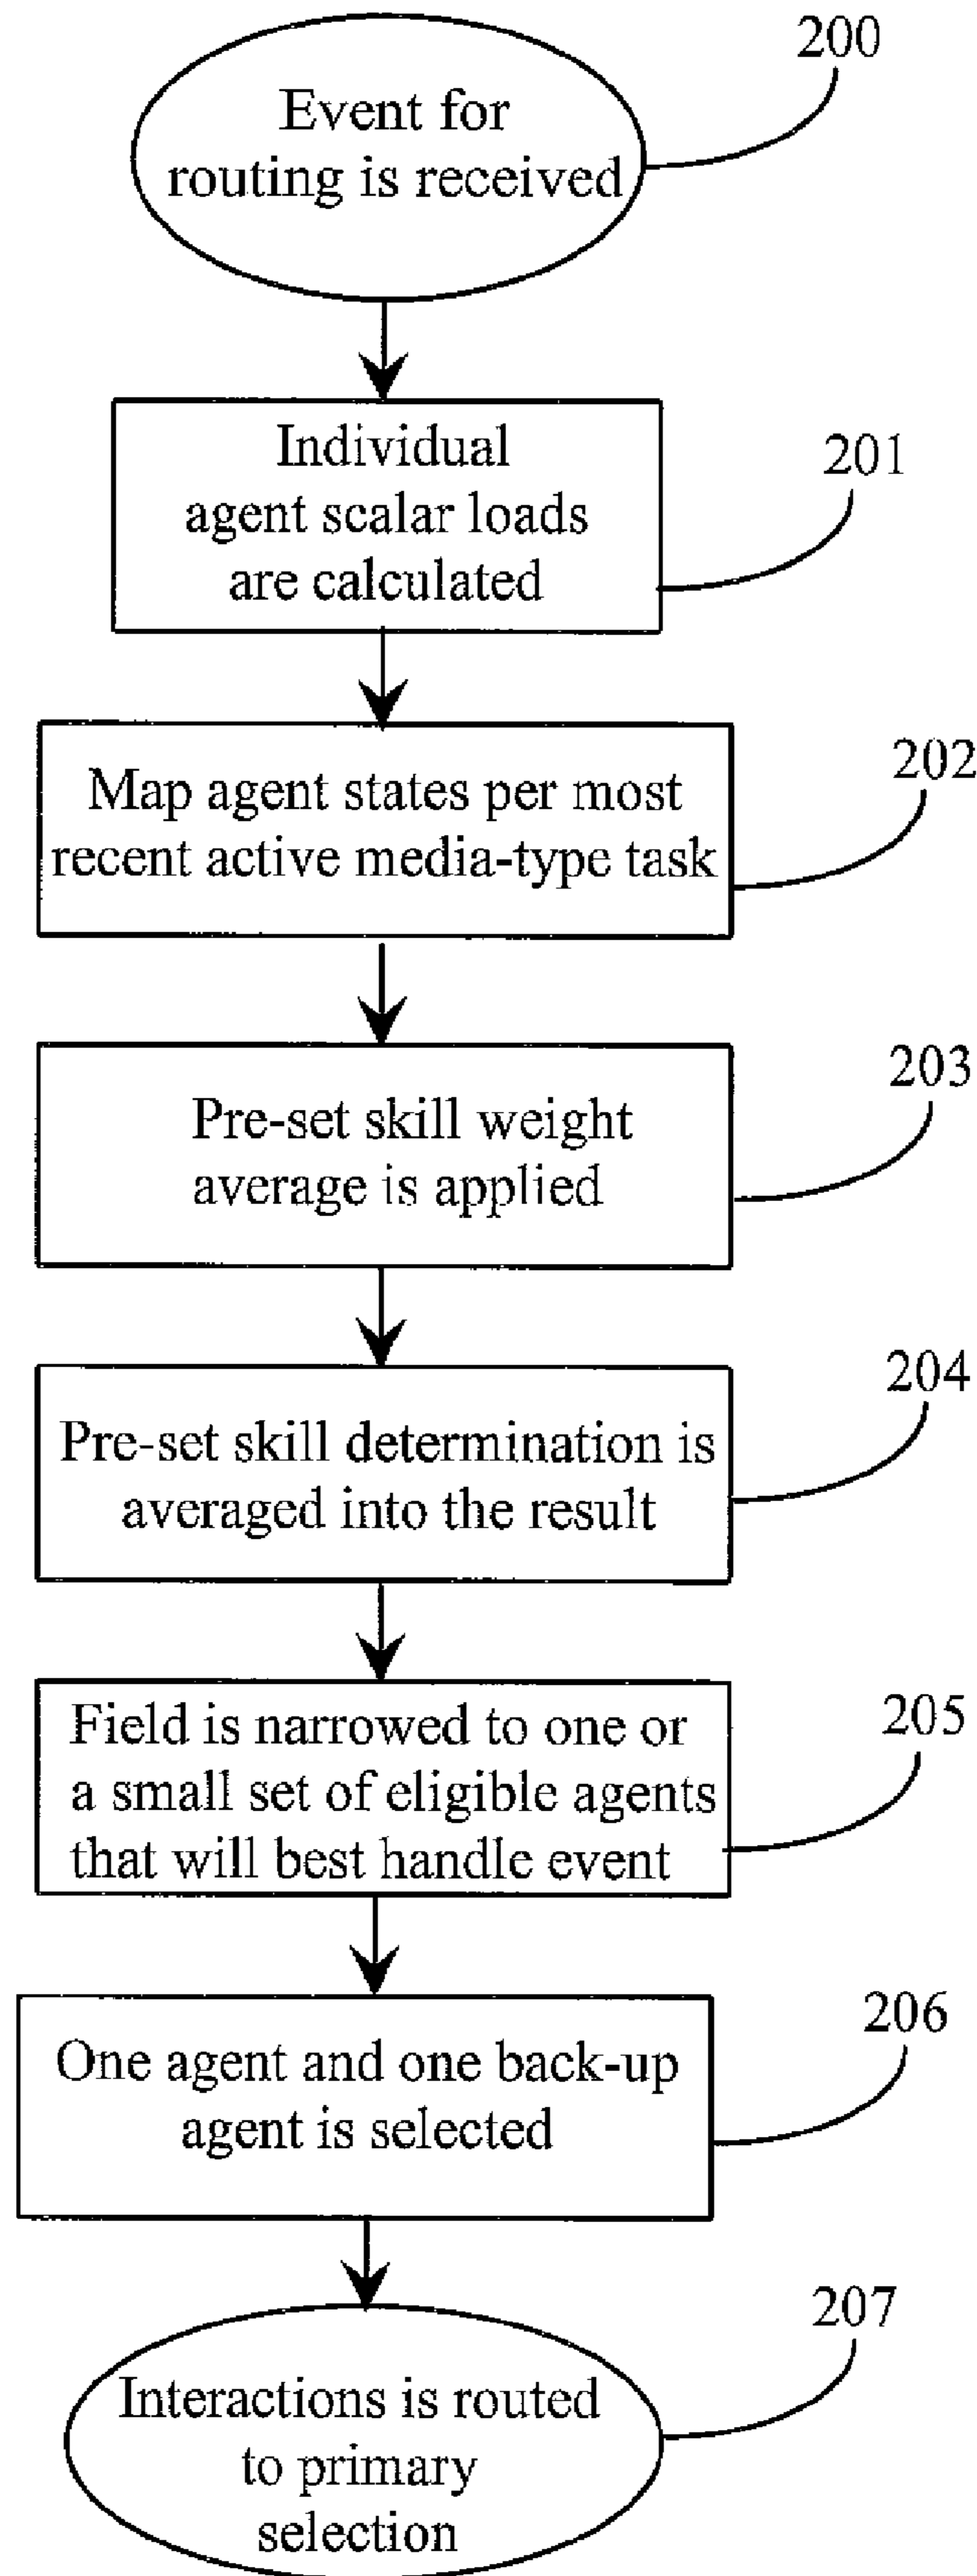 200
Event for
routing is received
201
Individual
agent scalar loads
are calculated
202
Map agent states per most
recent active media-type task
203
Pre-set skill weight
average is applied
204
Pre-set skill determination is
averaged into the result
205
Field is narrowed to one or
a small set of eligible agents
that will best handle event
206
One agent and one back-up
agent is selected
207
Interactions is routed
to primary
selection